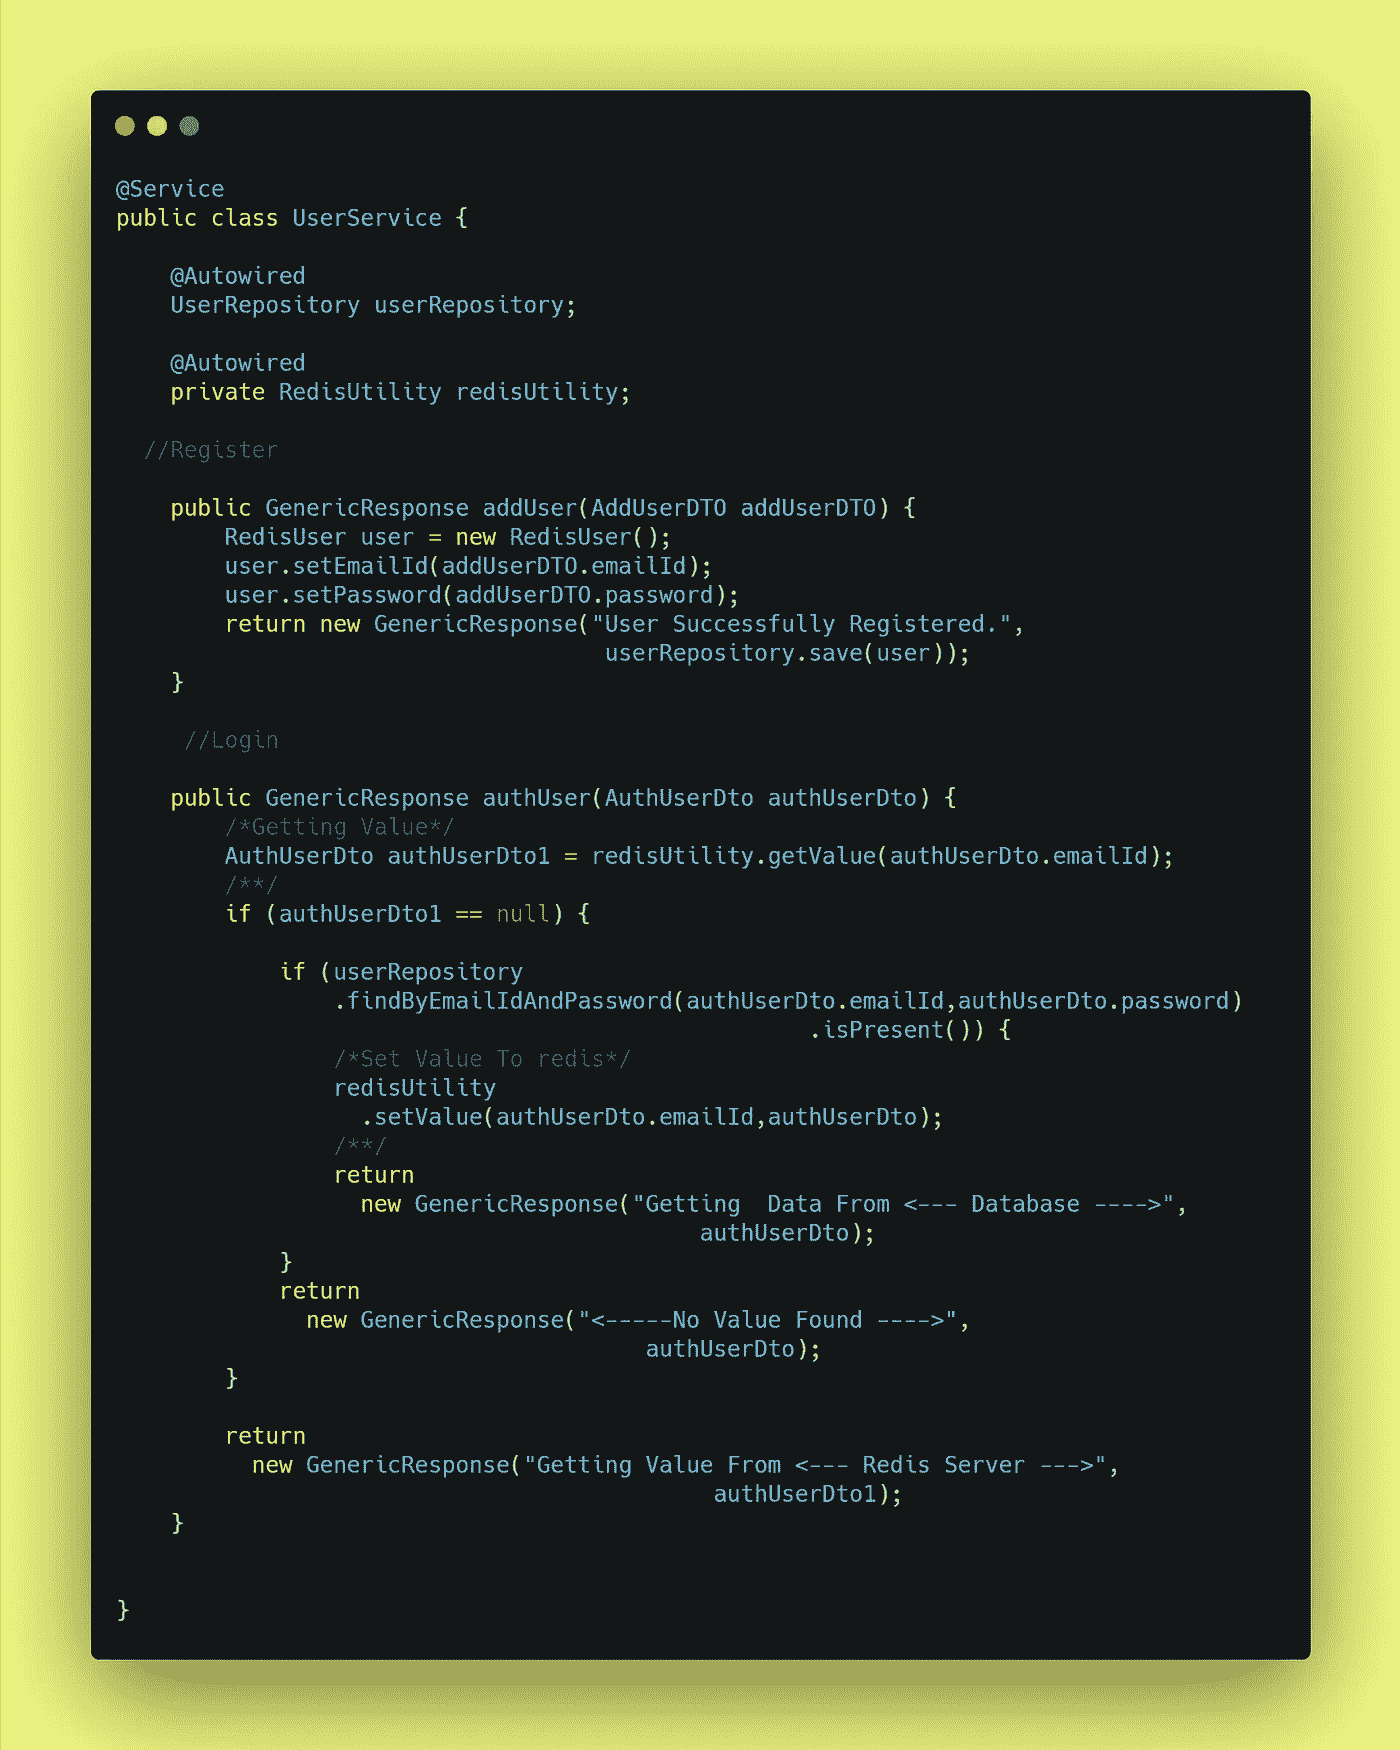 @Service
public class UserService {
    @Autowired
    UserRepository userRepository;
    @Autowired
    private RedisUtility redisUtility;
  //Register
    public GenericResponse addUser(AddUserDTO addUserDTO) {
        RedisUser user = new RedisUser();
        user.setEmailId(addUserDTO.emailId);
        user.setPassword(addUserDTO.password);
        return new GenericResponse("User Successfully Registered.",
                                    userRepository.save(user));
    }
     //Login
    public GenericResponse authUser(AuthUserDto authUserDto) {
        /*Getting Value*/
        AuthUserDto authUserDto1 = redisUtility.getValue(authUserDto.emailId);
        /**/
        if (authUserDto1 == null) {
            if (userRepository
                .findByEmailIdAndPassword(authUserDto.emailId,authUserDto.password)
                                                   .isPresent()) {
                /*Set Value To redis*/
                redisUtility
                  .setValue(authUserDto.emailId,authUserDto);
                /**/
                return
                  new GenericResponse("Getting  Data From <--- Database ---->",
                                           authUserDto);
            }
            return
              new GenericResponse("<-----No Value Found ---->",
                                       authUserDto);
        }
        return
          new GenericResponse("Getting Value From <--- Redis Server --->",
                                            authUserDto1);
    }
}